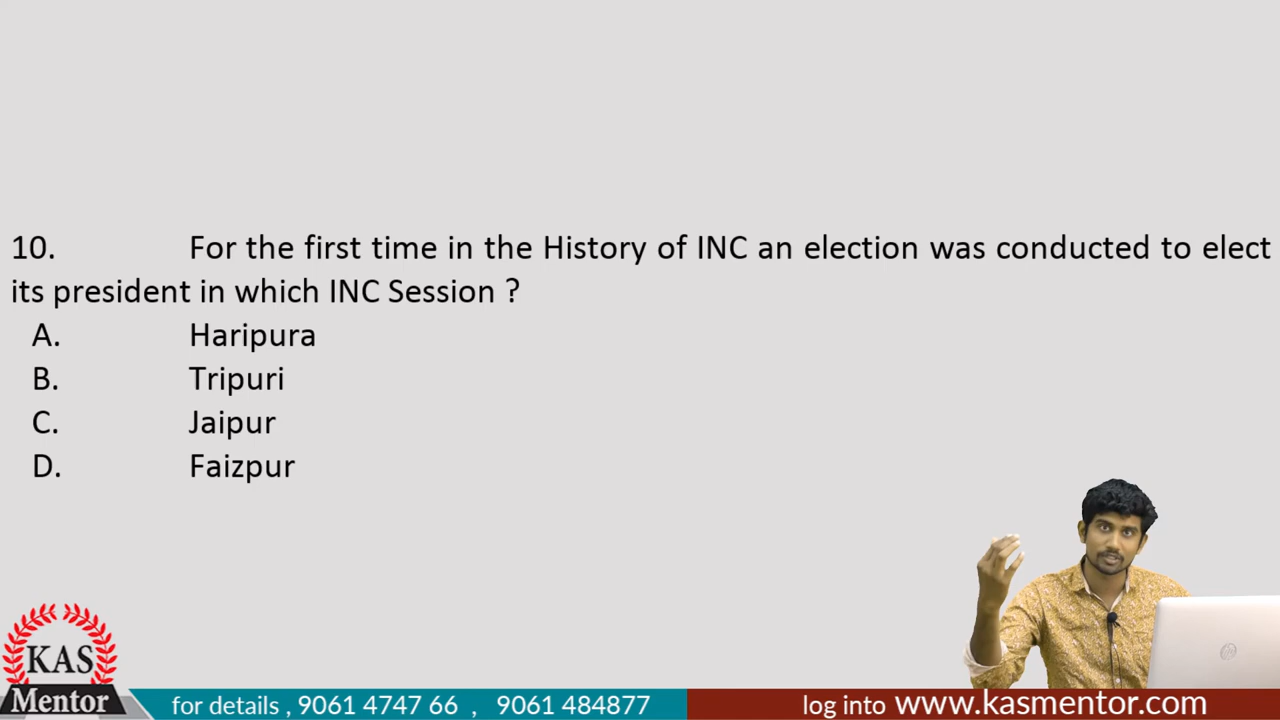 10. For the first time in the History of INC an election was conducted to elect
its president in which INC Session ?
A. Haripura
B. Tripuri
C. Jaipur
D. Faizpur
KAS
Mentor
for details , 9061 4747 66 , 9061 484877
log into www.kasmentor.com